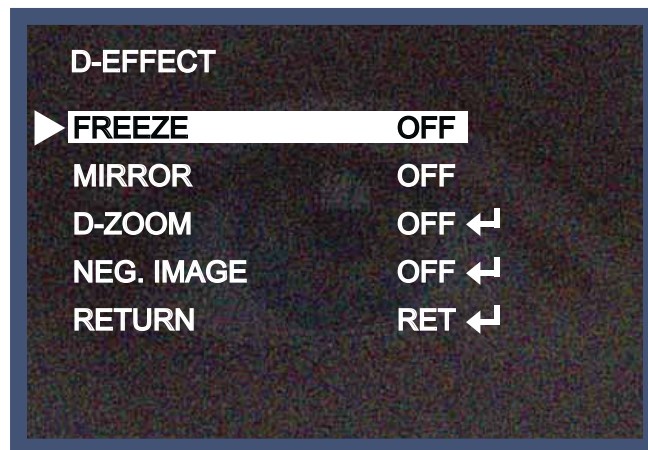 D-EFFECT
FREEZE OFF
MIRROR OFF
D-ZOOM OFF ↵
NEG. IMAGE OFF ↵
RETURN RET ↵